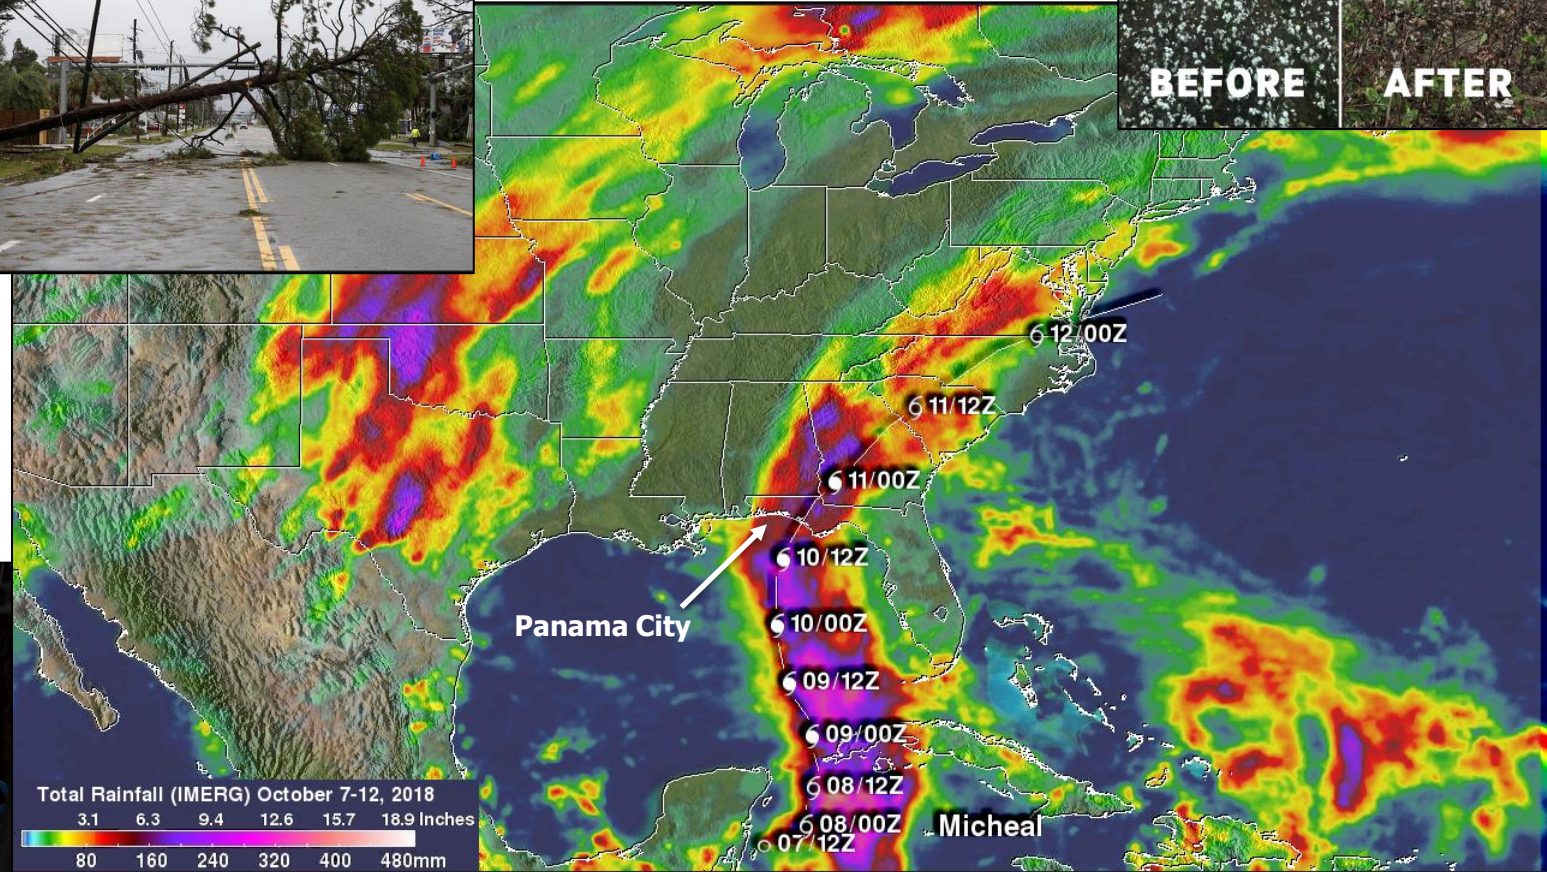 BEFORE
AFTER
12/00Z
11/12Z
11/00Z
10/12Z
Panama City
10/00Z
09/12Z
09/00Z
08/12Z
08/00Z
Micheal
07/12Z
Total Rainfall (IMERG) October 7-12, 2018
3.1 6.3 9.4 12.6 15.7 18.9 Inches
80 160 240 320 400 480mm